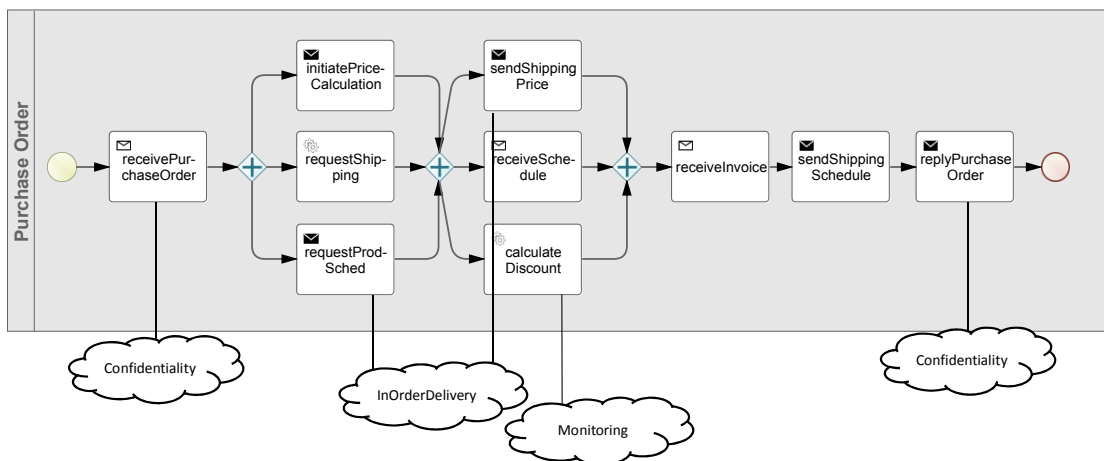 Purchase Order
receivePur-
chaseOrder
initiatePrice-
Calculation
requestShip-
ping
requestProd-
Sched
sendShipping
Price
receiveSche-
dule
calculate
Discount
receiveInvoice
sendShipping
Schedule
replyPurchase
Order
Confidentiality
InOrderDelivery
Monitoring
Confidentiality